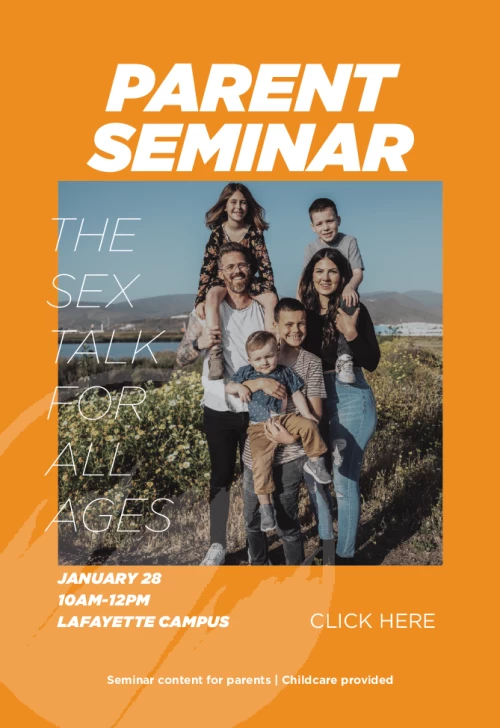 PARENT
SEMINAR
THE
SEX
TALK
FOR
ALL
AGES
JANUARY 28
10AM-12PM
LAFAYETTE CAMPUS
CLICK HERE
Seminar content for parents | Childcare provided